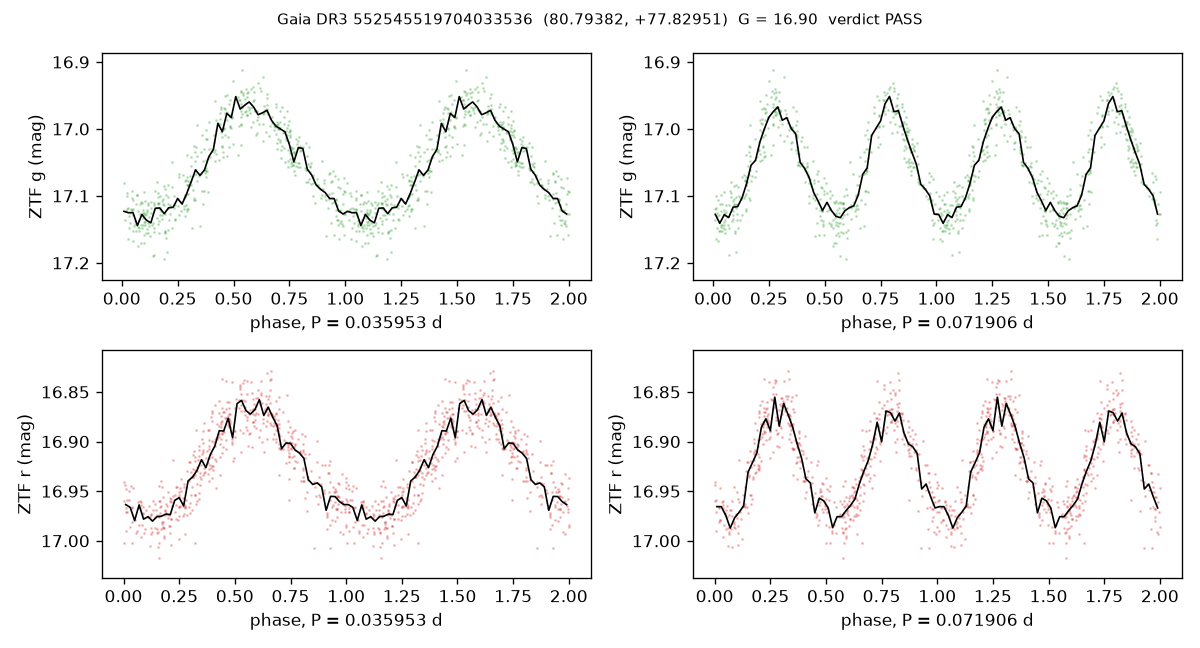 Gaia DR3 552545519704033536 (80.79382, +77.82951) G = 16.90 verdict PASS
ZTF g (mag)
16.9
17.0
17.1
17.2
0.00 0.25 0.50 0.75 1.00 1.25 1.50 1.75 2.00
phase, P = 0.035953 d
ZTF g (mag)
16.9
17.0
17.1
17.2
0.00 0.25 0.50 0.75 1.00 1.25 1.50 1.75 2.00
phase, P = 0.071906 d
ZTF r (mag)
16.85
16.90
16.95
17.00
0.00 0.25 0.50 0.75 1.00 1.25 1.50 1.75 2.00
phase, P = 0.035953 d
ZTF r (mag)
16.85
16.90
16.95
17.00
0.00 0.25 0.50 0.75 1.00 1.25 1.50 1.75 2.00
phase, P = 0.071906 d